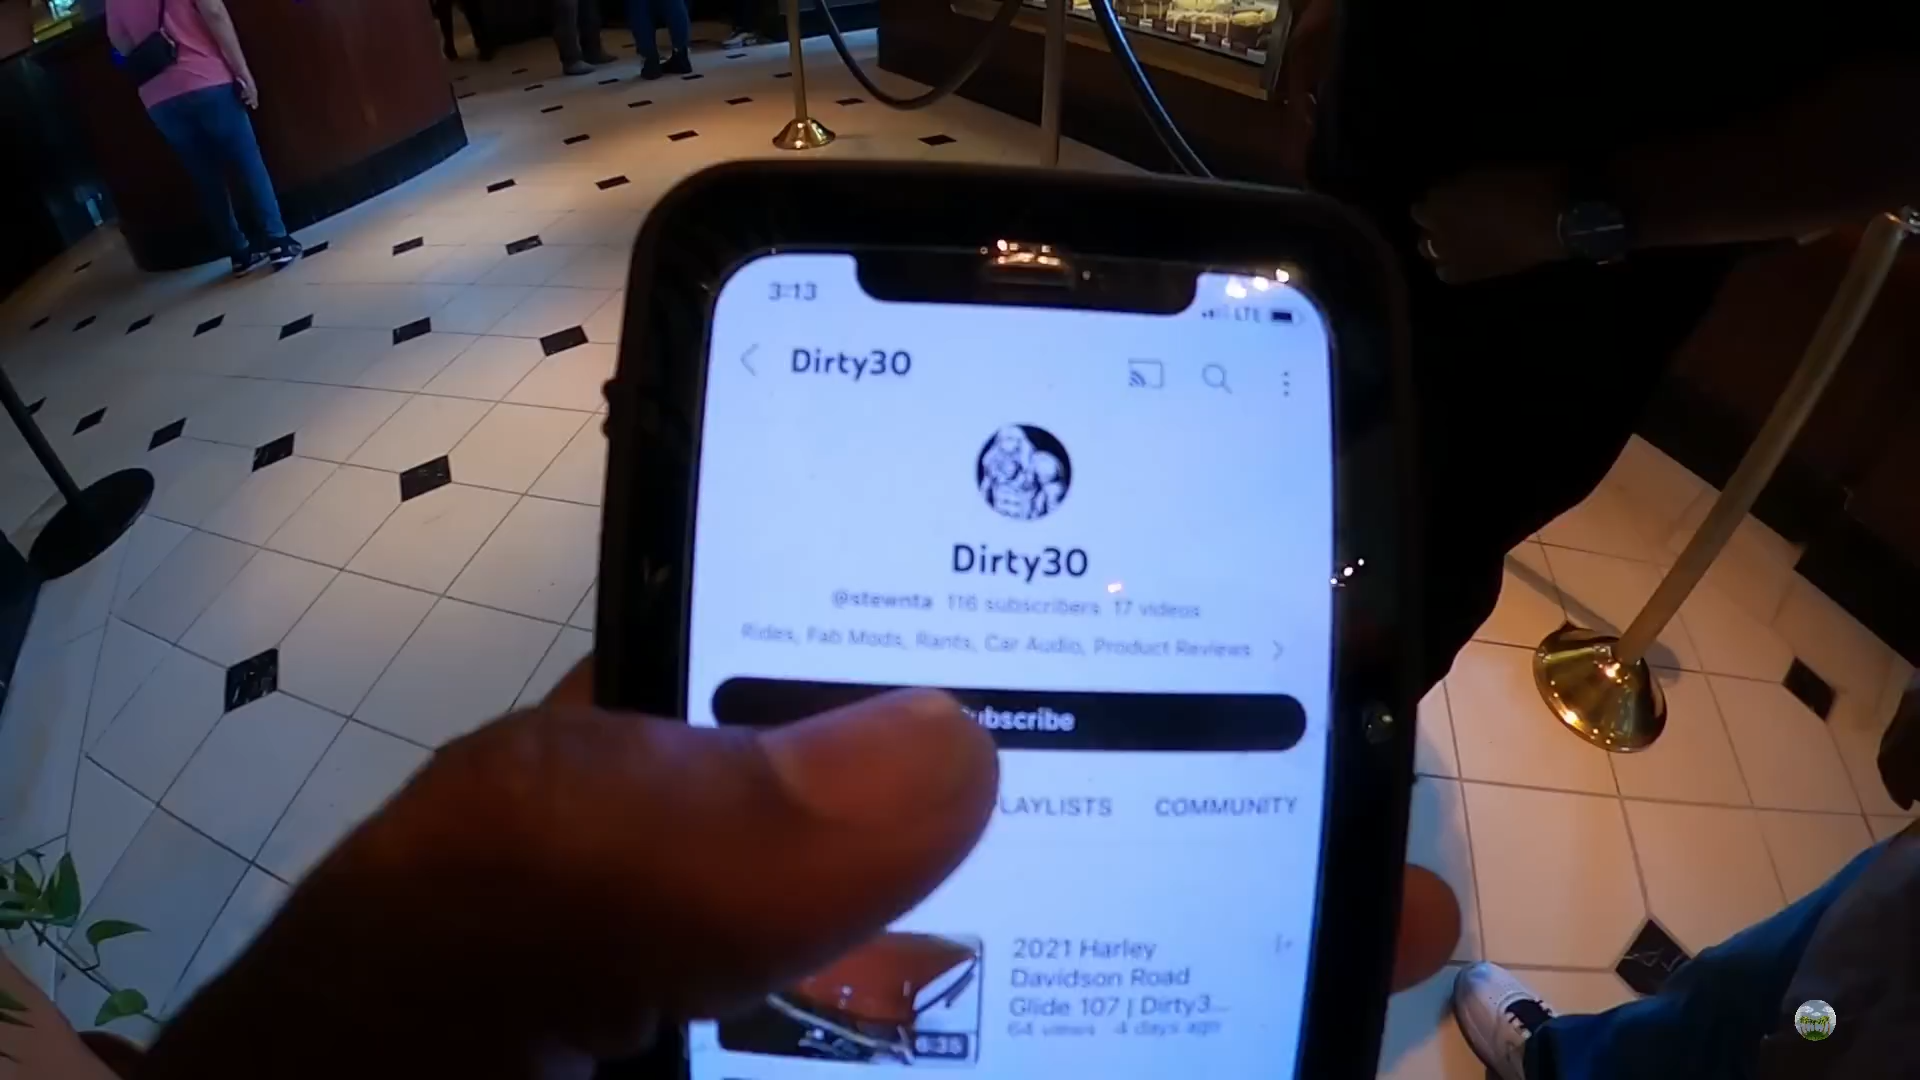 3:13
LTE
Dirty30
Dirty30
@stewnta 116 subscribers 17 videos
Rides, Fab Mods, Rants, Car Audio, Product Reviews
ubscribe
LAYLISTS COMMUNITY
2021 Harley
Davidson Road
Glide 107 | Dirty3...
64 views 4 days ago
6:35